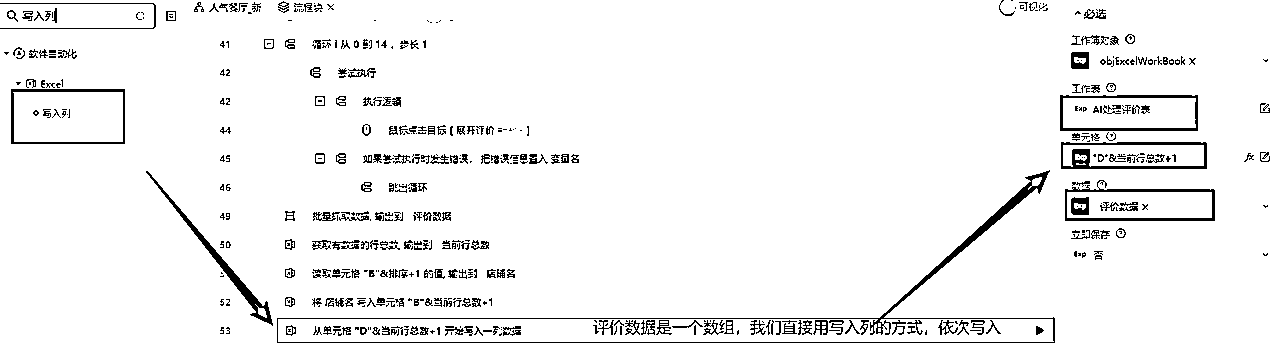 写入列
软件自动化
Excel
写入列
人气餐厅_新
流程块 ×
可视化
41 循环 i 从 0 到 14，步长 1
42 尝试执行
42 执行逻辑
44 鼠标点击目标
45 如果尝试执行时发生错误，把错误信息置入 变量名
46 跳出循环
49 批量抓取数据, 输出到 评价数据
50 获取有数据的行总数, 输出到 当前行总数
读取单元格 "B"&排序+1 的值, 输出到 店铺名
52 将 店铺名 写入单元格 "B"&当前行总数+1
53 从单元格 "D"&当前行总数+1 开始写入一列数据
评价数据是一个数组，我们直接用写入列的方式，依次写入
必选
工作簿对象
objExcelWorkBook ×
工作表
Exp AI处理评价表
单元格
Exp "D"&当前行总数+1
fx
数据
Exp 评价数据 ×
立即保存
Exp 否